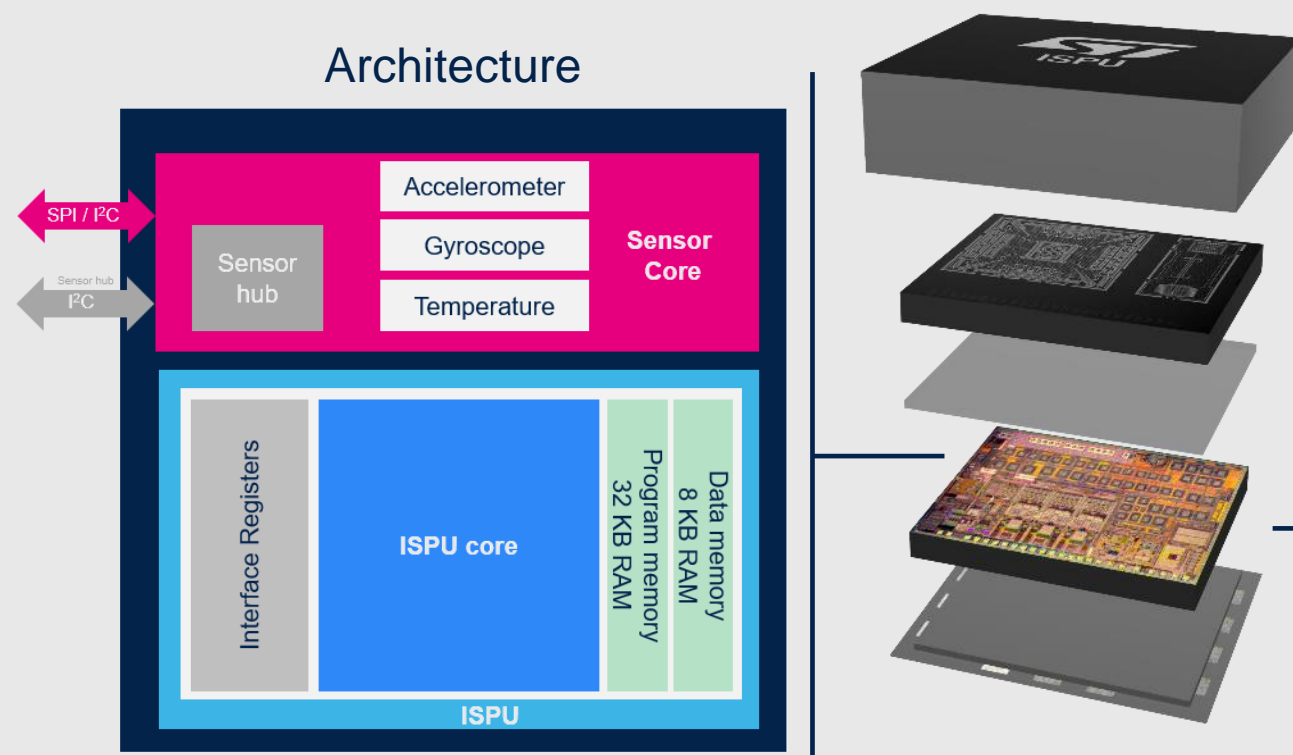 Architecture
SPI / I²C
Sensor hub
I²C
Sensor
hub
Accelerometer
Gyroscope
Temperature
Sensor
Core
Interface Registers
ISPU core
Program memory
32 KB RAM
Data memory
8 KB RAM
ISPU
ST
ISPU